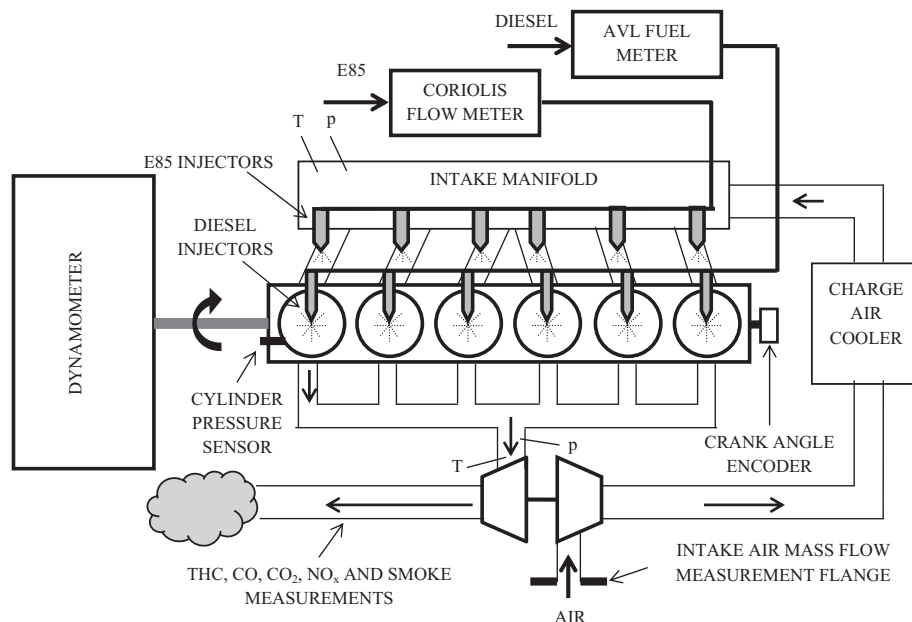 DIESEL
AVL FUEL
METER
E85
CORIOLIS
FLOW METER
T
p
E85 INJECTORS
INTAKE MANIFOLD
DIESEL
INJECTORS
DYNAMOMETER
CHARGE
AIR
COOLER
CYLINDER
PRESSURE
SENSOR
CRANK ANGLE
ENCODER
T
p
THC, CO, CO₂, NOₓ AND SMOKE
MEASUREMENTS
INTAKE AIR MASS FLOW
MEASUREMENT FLANGE
AIR